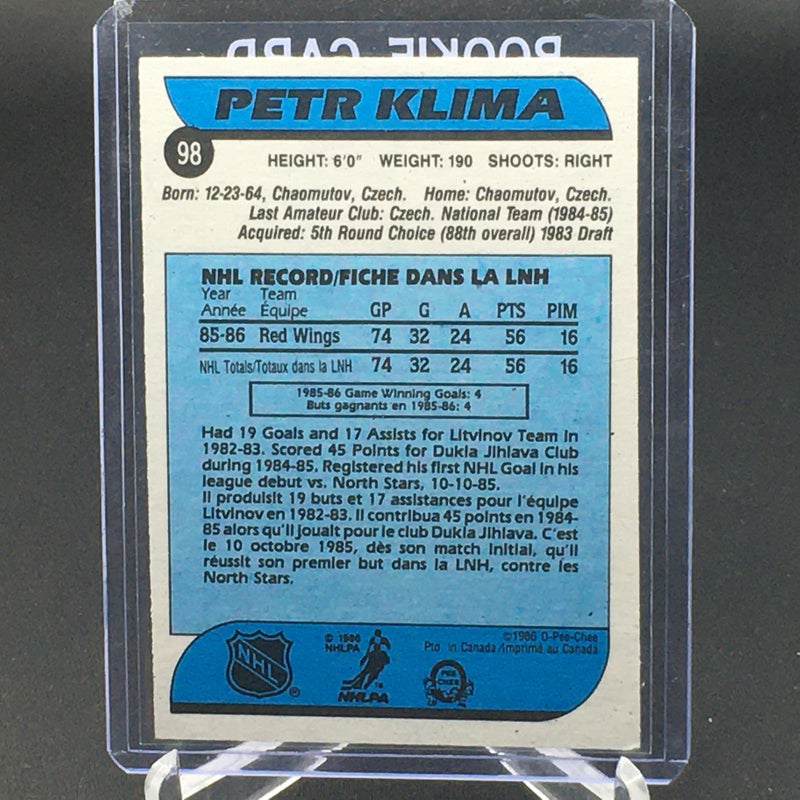 ROOKIE CARD
PETR KLIMA
98
HEIGHT: 6'0" WEIGHT: 190 SHOOTS: RIGHT
Born: 12-23-64, Chaomutov, Czech. Home: Chaomutov, Czech.
Last Amateur Club: Czech. National Team (1984-85)
Acquired: 5th Round Choice (88th overall) 1983 Draft
NHL RECORD/FICHE DANS LA LNH
Year Team
Année Équipe GP G A PTS PIM
85-86 Red Wings 74 32 24 56 16
NHL Totals/Totaux dans la LNH 74 32 24 56 16
1985-86 Game Winning Goals: 4
Buts gagnants en 1985-86: 4
Had 19 Goals and 17 Assists for Litvinov Team in
1982-83. Scored 45 Points for Dukla Jihlava Club
during 1984-85. Registered his first NHL Goal in his
league debut vs. North Stars, 10-10-85.
Il produisit 19 buts et 17 assistances pour l'équipe
Litvinov en 1982-83. Il contribua 45 points en 1984-
85 alors qu'il jouait pour le club Dukla Jihlava. C'est
le 10 octobre 1985, dès son match initial, qu'il
réussit son premier but dans la LNH, contre les
North Stars.
NHL
®
© 1986
NHLPA
TM
NHLPA
O
PEE
CHEE
©1986 O-Pee-Chee
Ptd. in Canada/Imprimé au Canada